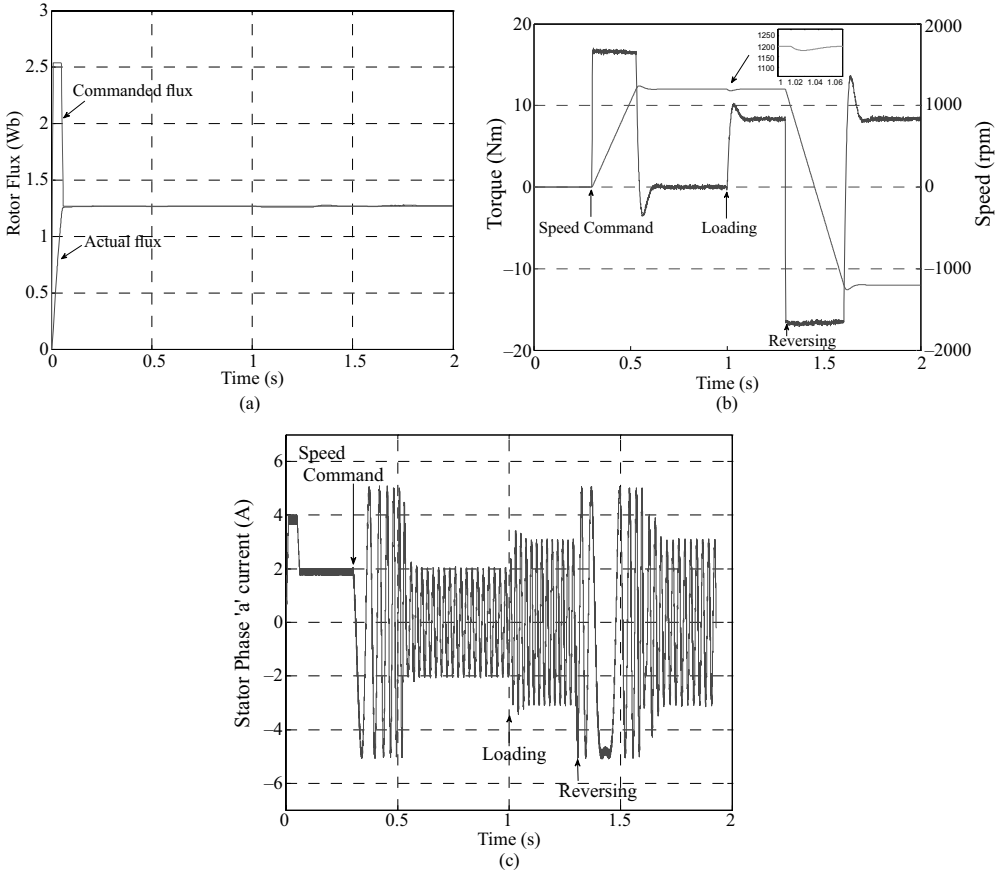 3
2.5
2
1.5
1
0.5
0
Rotor Flux (Wb)
Commanded flux
Actual flux
0 0.5 1 1.5 2
Time (s)
(a)
20
10
0
–10
–20
Torque (Nm)
2000
1000
0
–1000
–2000
Speed (rpm)
1250
1200
1100
1 1.02 1.04 1.06
Speed Command
Loading
Reversing
0 0.5 1 1.5 2
Time (s)
(b)
6
4
2
0
–2
–4
–6
Stator Phase 'a' current (A)
Speed
Command
Loading
Reversing
0 0.5 1 1.5 2
Time (s)
(c)